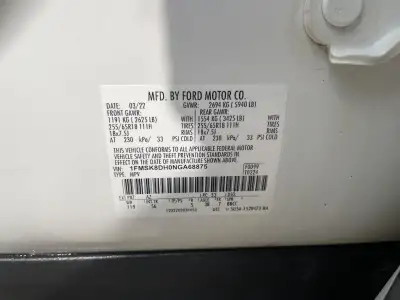 MFD. BY FORD MOTOR CO.
DATE: 03/22 GVWR: 2694 KG ( 5940 LB)
FRONT GAWR: REAR GAWR:
1191 KG ( 2625 LB) WITH 1554 KG ( 3425 LB) WITH
255/65R18 111H TIRES 255/65R18 111H TIRES
18x7.5J RIMS 18x7.5J RIMS
AT 230 kPa/ 33 PSI COLD AT 230 kPa/ 33 PSI COLD
THIS VEHICLE CONFORMS TO ALL APPLICABLE FEDERAL MOTOR
VEHICLE SAFETY AND THEFT PREVENTION STANDARDS IN
EFFECT ON THE DATE OF MANUFACTURE SHOWN ABOVE.
VIN: 1FMSK8DH0NGA68875
TYPE: MPV